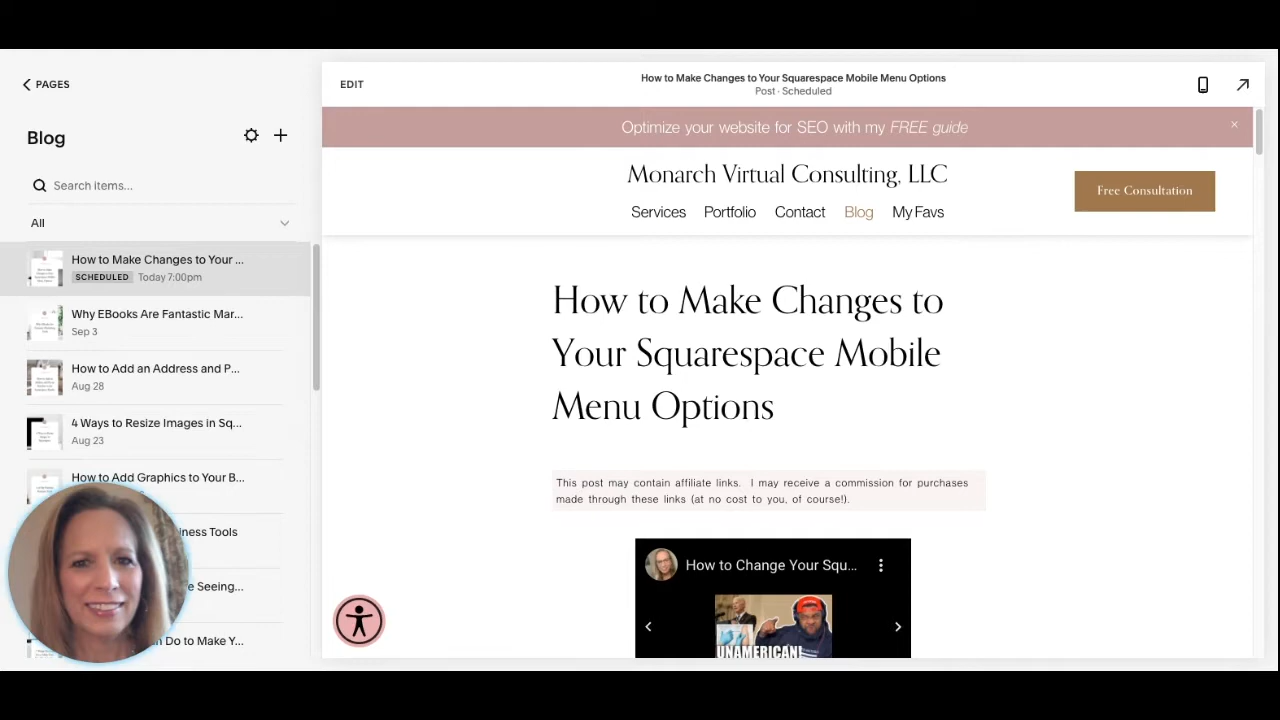 PAGES
Blog
Search items...
All
How to Make Changes to Your ...
SCHEDULED Today 7:00pm
Why EBooks Are Fantastic Mar...
Sep 3
How to Add an Address and P...
Aug 28
4 Ways to Resize Images in Sq...
Aug 23
How to Add Graphics to Your B...
iness Tools
e Seeing...
n Do to Make Y...
EDIT
How to Make Changes to Your Squarespace Mobile Menu Options
Post · Scheduled
Optimize your website for SEO with my FREE guide
Monarch Virtual Consulting, LLC
Services Portfolio Contact Blog My Favs
Free Consultation
How to Make Changes to
Your Squarespace Mobile
Menu Options
This post may contain affiliate links. I may receive a commission for purchases
made through these links (at no cost to you, of course!).
How to Change Your Squ...
UNAMERICAN!